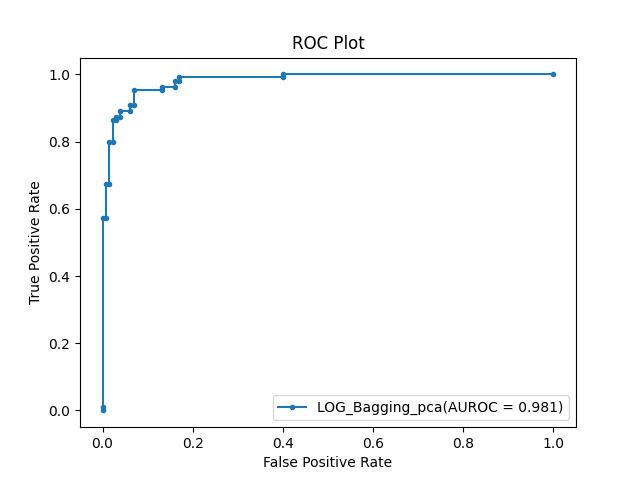 ROC Plot
1.0
0.8
0.6
0.4
0.2
0.0
True Positive Rate
LOG_Bagging_pca(AUROC = 0.981)
0.0 0.2 0.4 0.6 0.8 1.0
False Positive Rate